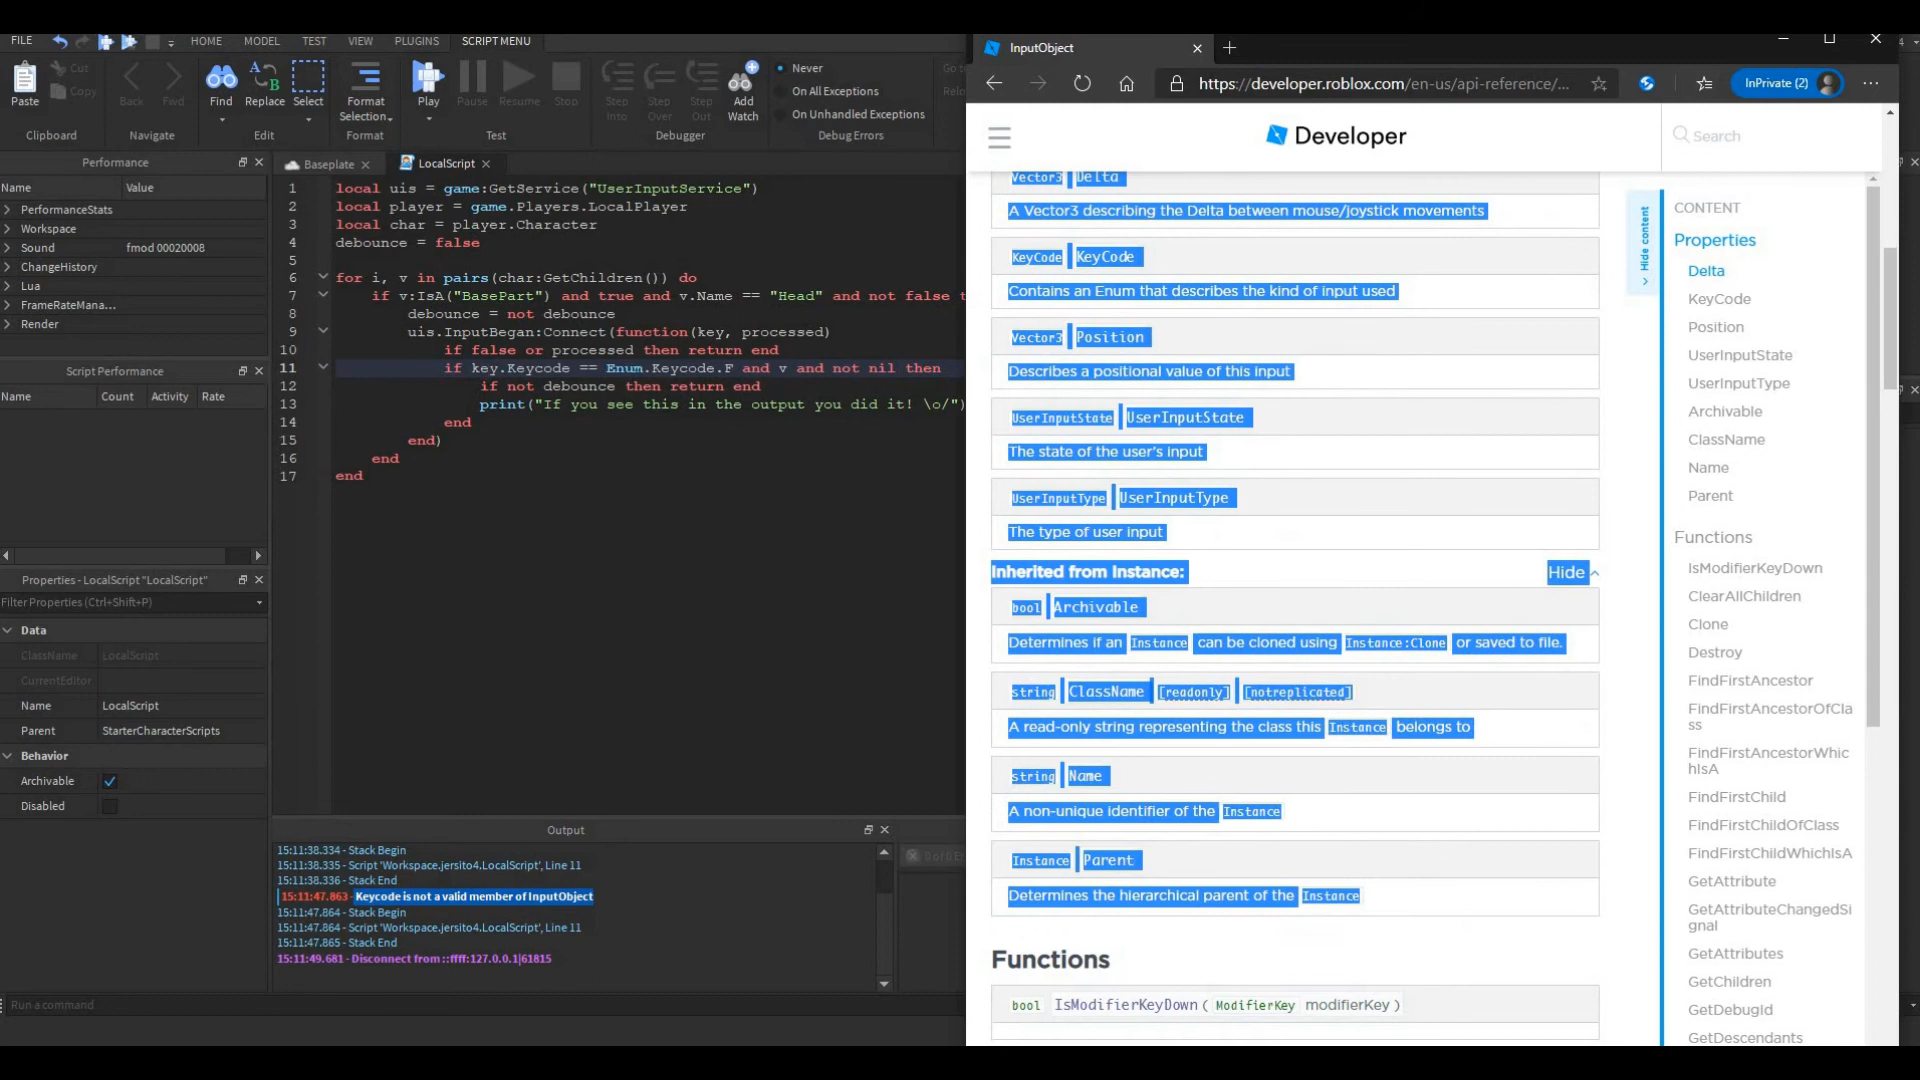 FILE HOME MODEL TEST VIEW PLUGINS SCRIPT MENU
Paste Cut Copy Back Fwd Find Replace Select Format Selection Play Pause Resume Stop Step Into Step Over Step Out Add Watch Never On All Exceptions On Unhandled Exceptions
Clipboard Navigate Edit Format Test Debugger Debug Errors
Performance
Name Value
PerformanceStats
Workspace
Sound fmod 00020008
ChangeHistory
Lua
FrameRateMana...
Render
Script Performance
Name Count Activity Rate
Properties - LocalScript "LocalScript"
Filter Properties (Ctrl+Shift+P)
Data
ClassName LocalScript
CurrentEditor
Name LocalScript
Parent StarterCharacterScripts
Behavior
Archivable
Disabled
Run a command
Baseplate LocalScript
1 local uis = game:GetService("UserInputService")
2 local player = game.Players.LocalPlayer
3 local char = player.Character
4 debounce = false
5
6 for i, v in pairs(char:GetChildren()) do
7 if v:IsA("BasePart") and true and v.Name == "Head" and not false t
8 debounce = not debounce
9 uis.InputBegan:Connect(function(key, processed)
10 if false or processed then return end
11 if key.Keycode == Enum.Keycode.F and v and not nil then
12 if not debounce then return end
13 print("If you see this in the output you did it! \o/")
14 end
15 end)
16 end
17 end
Output
15:11:38.334 - Stack Begin
15:11:38.335 - Script 'Workspace.jersito4.LocalScript', Line 11
15:11:38.336 - Stack End
15:11:47.863 - Keycode is not a valid member of InputObject
15:11:47.864 - Stack Begin
15:11:47.864 - Script 'Workspace.jersito4.LocalScript', Line 11
15:11:47.865 - Stack End
15:11:49.681 - Disconnect from ::ffff:127.0.0.1|61815
InputObject
https://developer.roblox.com/en-us/api-reference/... InPrivate (2)
Developer
Search
Vector3 Delta
A Vector3 describing the Delta between mouse/joystick movements
KeyCode KeyCode
Contains an Enum that describes the kind of input used
Vector3 Position
Describes a positional value of this input
UserInputState UserInputState
The state of the user's input
UserInputType UserInputType
The type of user input
Inherited from Instance: Hide
bool Archivable
Determines if an Instance can be cloned using Instance:Clone or saved to file.
string ClassName [readonly] [notreplicated]
A read-only string representing the class this Instance belongs to
string Name
A non-unique identifier of the Instance
Instance Parent
Determines the hierarchical parent of the Instance
Functions
bool IsModifierKeyDown ( ModifierKey modifierKey )
Hide content
CONTENT
Properties
Delta
KeyCode
Position
UserInputState
UserInputType
Archivable
ClassName
Name
Parent
Functions
IsModifierKeyDown
ClearAllChildren
Clone
Destroy
FindFirstAncestor
FindFirstAncestorOfCla
ss
FindFirstAncestorWhic
hIsA
FindFirstChild
FindFirstChildOfClass
FindFirstChildWhichIsA
GetAttribute
GetAttributeChangedSi
gnal
GetAttributes
GetChildren
GetDebugId
GetDescendants